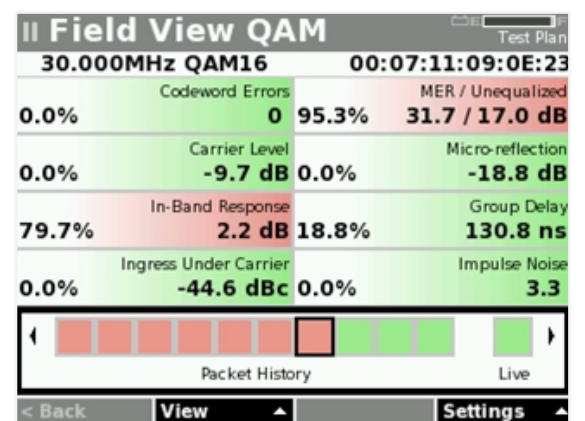 Field View QAM
E F
Test Plan
30.000MHz QAM16 00:07:11:09:0E:23
Codeword Errors
0.0% 0
MER / Unequalized
95.3% 31.7 / 17.0 dB
Carrier Level
0.0% -9.7 dB
Micro-reflection
0.0% -18.8 dB
In-Band Response
79.7% 2.2 dB
Group Delay
18.8% 130.8 ns
Ingress Under Carrier
0.0% -44.6 dBc
Impulse Noise
0.0% 3.3
Packet History
Live
< Back View Settings